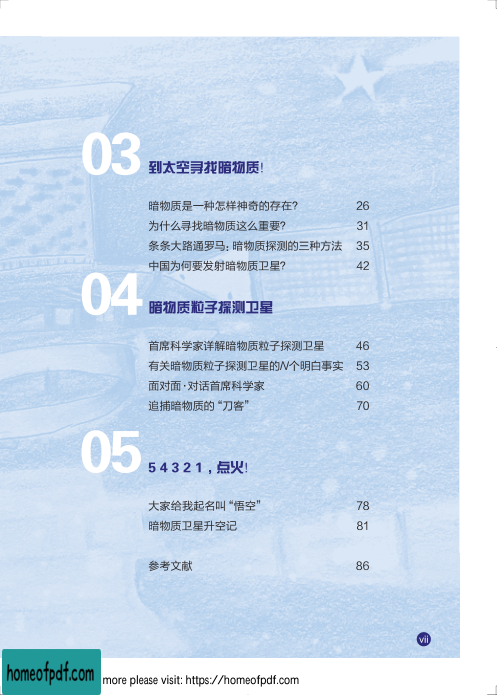 03
到太空寻找暗物质!
暗物质是一种怎样神奇的存在? 26
为什么寻找暗物质这么重要? 31
条条大路通罗马：暗物质探测的三种方法 35
中国为何要发射暗物质卫星? 42
04
暗物质粒子探测卫星
首席科学家详解暗物质粒子探测卫星 46
有关暗物质粒子探测卫星的N个明白事实 53
面对面·对话首席科学家 60
追捕暗物质的“刀客” 70
05
54321，点火!
大家给我起名叫“悟空” 78
暗物质卫星升空记 81
参考文献 86
vii
homeofpdf.com
more please visit: https://homeofpdf.com